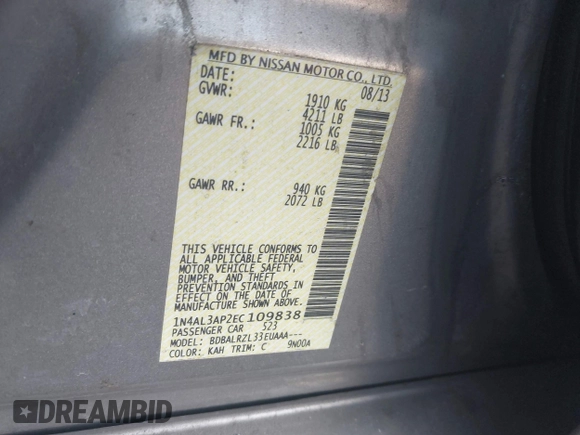 MFD BY NISSAN MOTOR CO., LTD.
DATE: 08/13
GVWR: 1910 KG
4211 LB
GAWR FR.: 1005 KG
2216 LB
GAWR RR.: 940 KG
2072 LB
THIS VEHICLE CONFORMS TO
ALL APPLICABLE FEDERAL
MOTOR VEHICLE SAFETY,
BUMPER, AND THEFT
PREVENTION STANDARDS IN
EFFECT ON THE DATE OF
MANUFACTURE SHOWN ABOVE.
1N4AL3AP2EC109838
PASSENGER CAR 523
MODEL: BDBALRZL33EUAAA---
COLOR: KAH TRIM: C 9N00A
DREAMBID